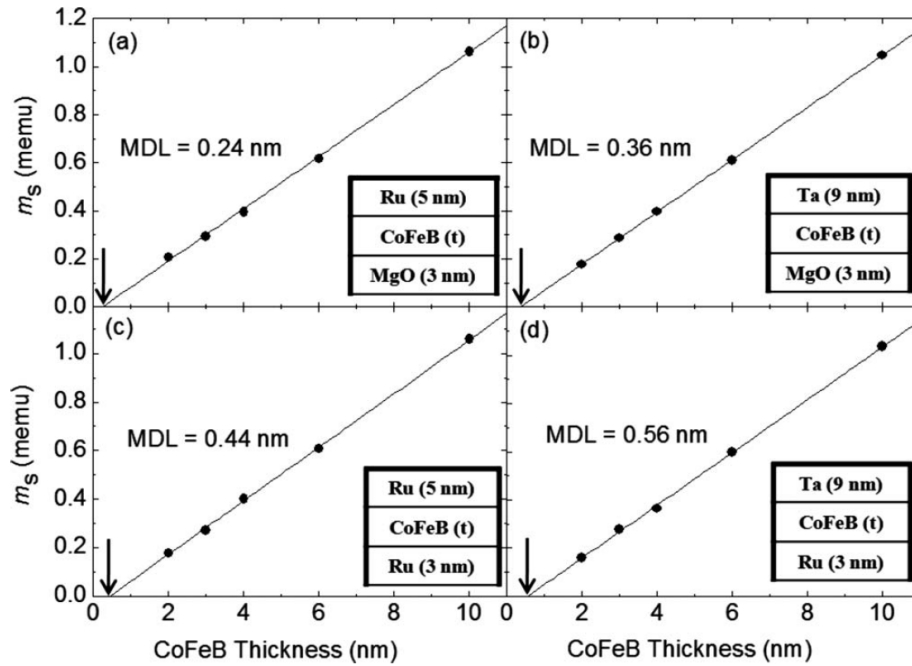 (a)
MDL = 0.24 nm
Ru (5 nm)
CoFeB (t)
MgO (3 nm)
(b)
MDL = 0.36 nm
Ta (9 nm)
CoFeB (t)
MgO (3 nm)
1.2
1.0
0.8
0.6
0.4
0.2
0.0
mS (memu)
(c)
MDL = 0.44 nm
Ru (5 nm)
CoFeB (t)
Ru (3 nm)
(d)
MDL = 0.56 nm
Ta (9 nm)
CoFeB (t)
Ru (3 nm)
1.0
0.8
0.6
0.4
0.2
0.0
mS (memu)
0 2 4 6 8 10
0 2 4 6 8 10
CoFeB Thickness (nm)
CoFeB Thickness (nm)